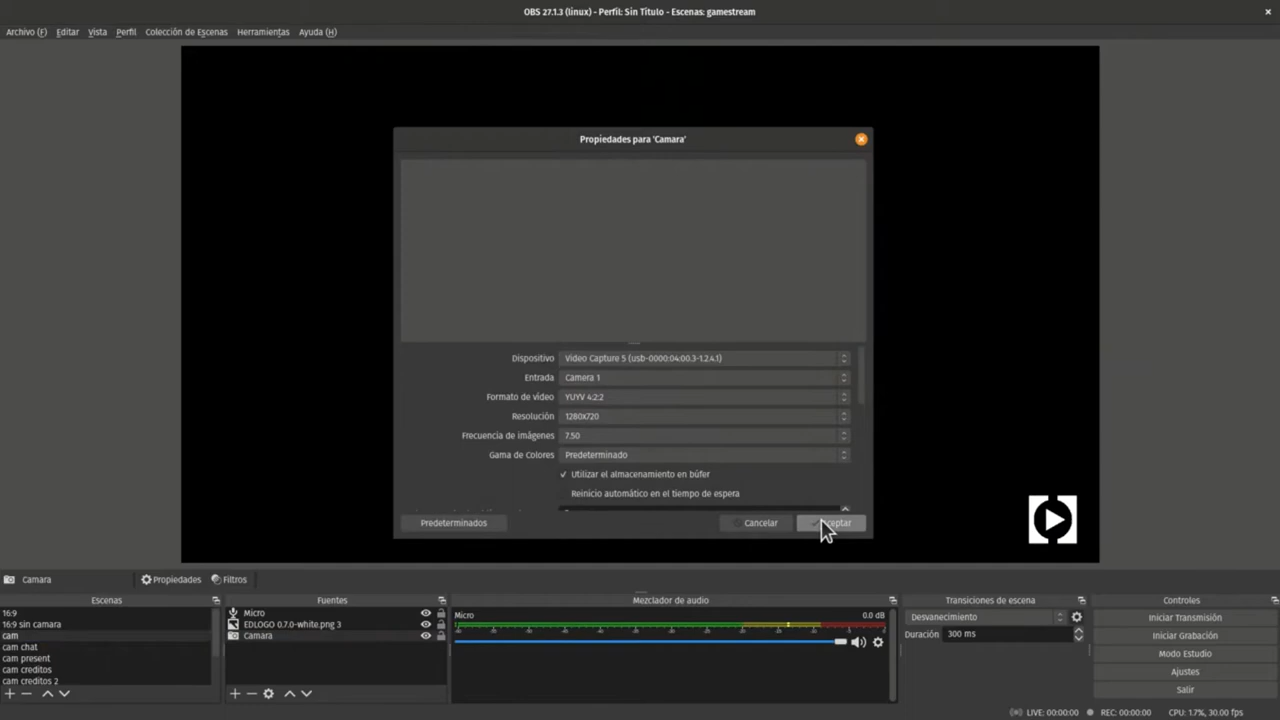 OBS 27.1.3 (linux) - Perfil: Sin Título - Escenas: gamestream
Archivo (F) Editar Vista Perfil Colección de Escenas Herramientas Ayuda (H)
Propiedades para 'Camara'
Dispositivo Video Capture 5 (usb-0000:04:00.3-1.2.4.1)
Entrada Camera 1
Formato de vídeo YUYV 4:2:2
Resolución 1280x720
Frecuencia de imágenes 7.50
Gama de Colores Predeterminado
Utilizar el almacenamiento en búfer
Reinicio automático en el tiempo de espera
Predeterminados Cancelar
Camara Propiedades Filtros
Escenas Fuentes Mezclador de audio Transiciones de escena Controles
16:9
16:9 sin camara
cam
cam chat
cam present
cam creditos
cam creditos 2
Micro
EDLOGO 0.7.0-white.png 3
Camara
Micro 0.0 dB
Desvanecimiento
Duración 300 ms
Iniciar Transmisión
Iniciar Grabación
Modo Estudio
Ajustes
Salir
LIVE: 00:00:00 REC: 00:00:00 CPU: 1.7%, 30.00 fps